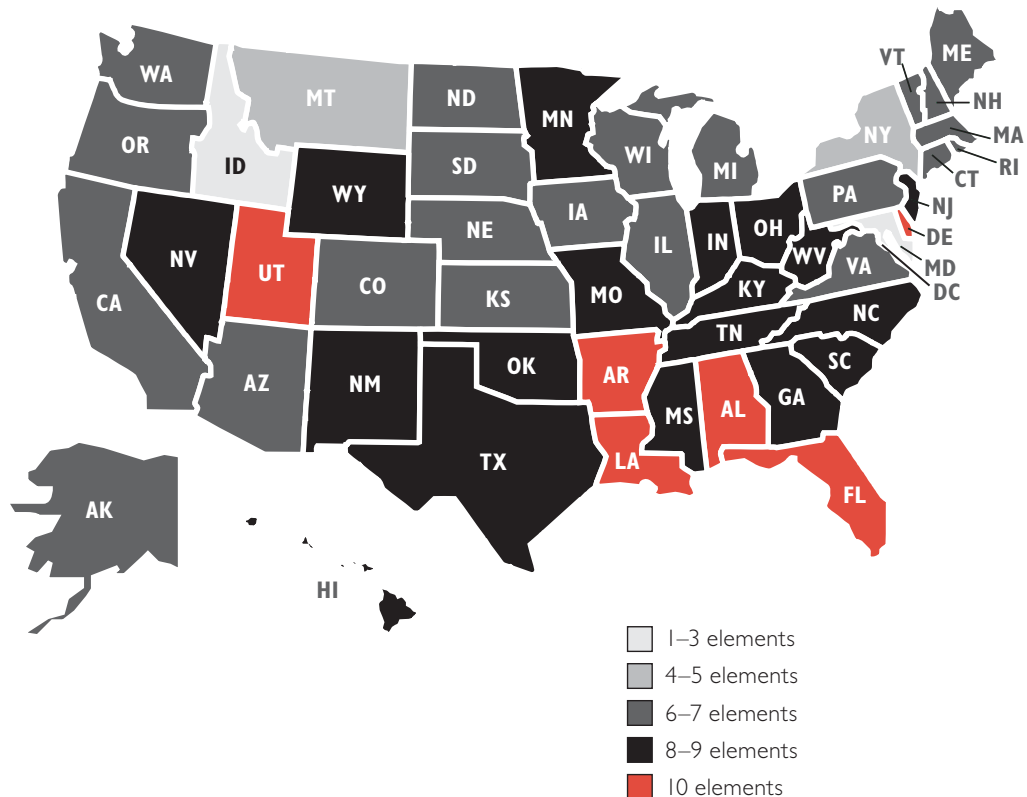 WA
MT
ND
MN
VT
ME
OR
ID
SD
WI
MI
NY
NH
MA
RI
CT
WY
NE
IA
PA
NJ
DE
MD
DC
NV
UT
CO
KS
IL
IN
OH
WV
VA
CA
MO
KY
NC
AZ
NM
OK
AR
TN
SC
TX
MS
AL
GA
LA
FL
AK
HI
1–3 elements
4–5 elements
6–7 elements
8–9 elements
10 elements